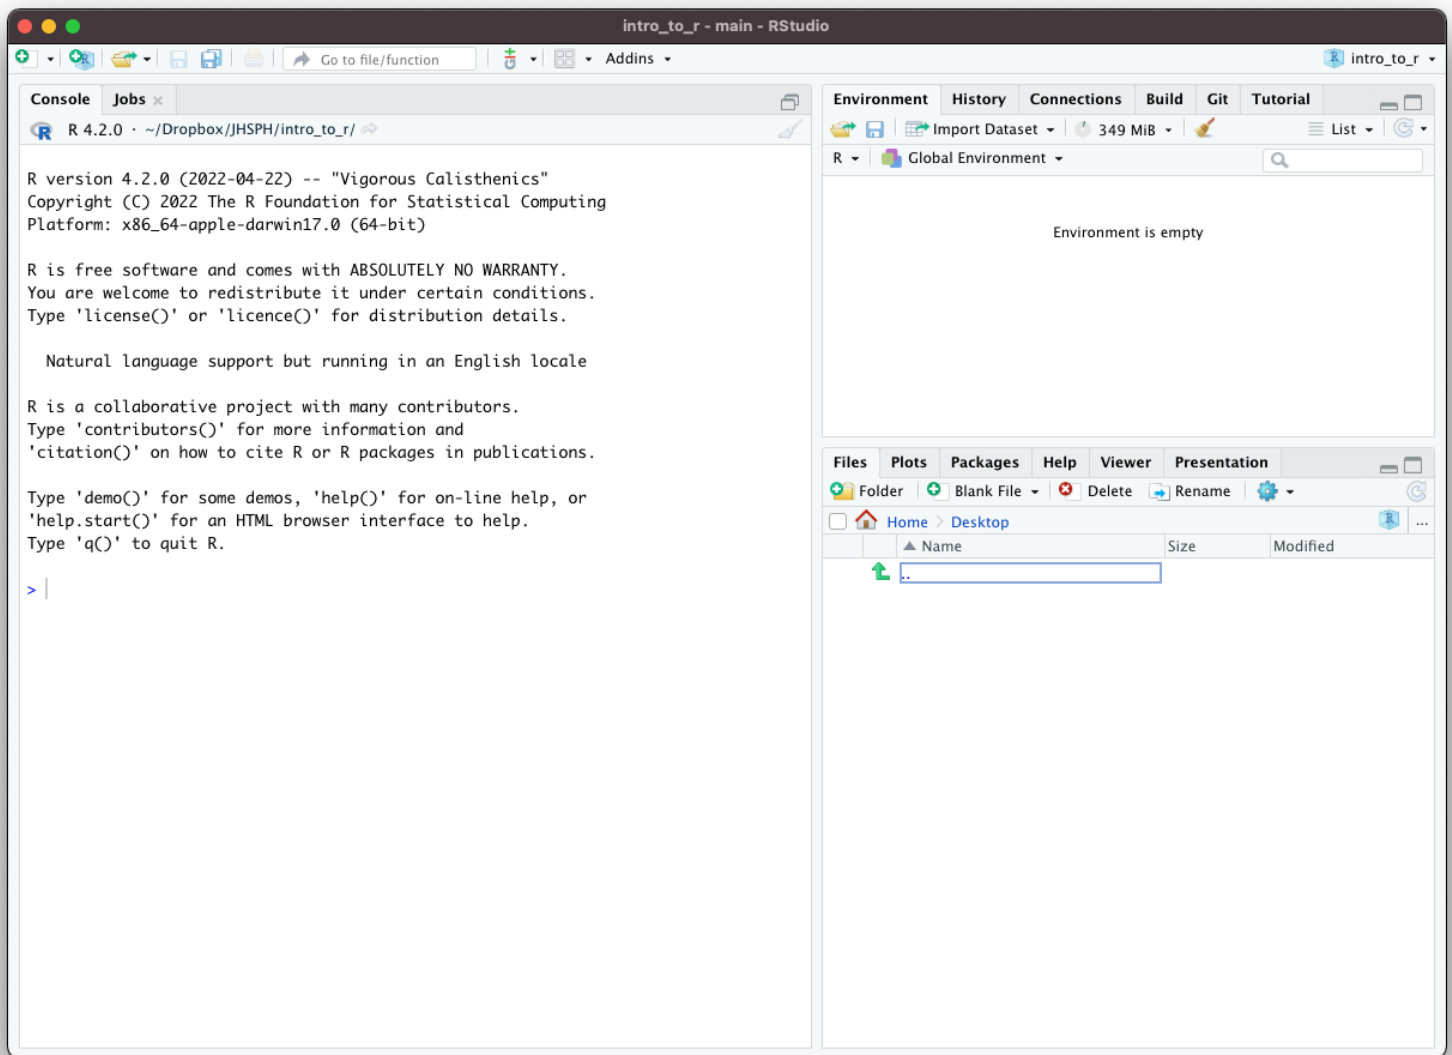 intro_to_r - main - RStudio
Go to file/function
Addins
intro_to_r
Console Jobs
R 4.2.0 · ~/Dropbox/JHSPH/intro_to_r/
R version 4.2.0 (2022-04-22) -- "Vigorous Calisthenics"
Copyright (C) 2022 The R Foundation for Statistical Computing
Platform: x86_64-apple-darwin17.0 (64-bit)
R is free software and comes with ABSOLUTELY NO WARRANTY.
You are welcome to redistribute it under certain conditions.
Type 'license()' or 'licence()' for distribution details.
Natural language support but running in an English locale
R is a collaborative project with many contributors.
Type 'contributors()' for more information and
'citation()' on how to cite R or R packages in publications.
Type 'demo()' for some demos, 'help()' for on-line help, or
'help.start()' for an HTML browser interface to help.
Type 'q()' to quit R.
>
Environment History Connections Build Git Tutorial
Import Dataset 349 MiB List
R Global Environment
Environment is empty
Files Plots Packages Help Viewer Presentation
Folder Blank File Delete Rename
Home Desktop ...
Name Size Modified
..